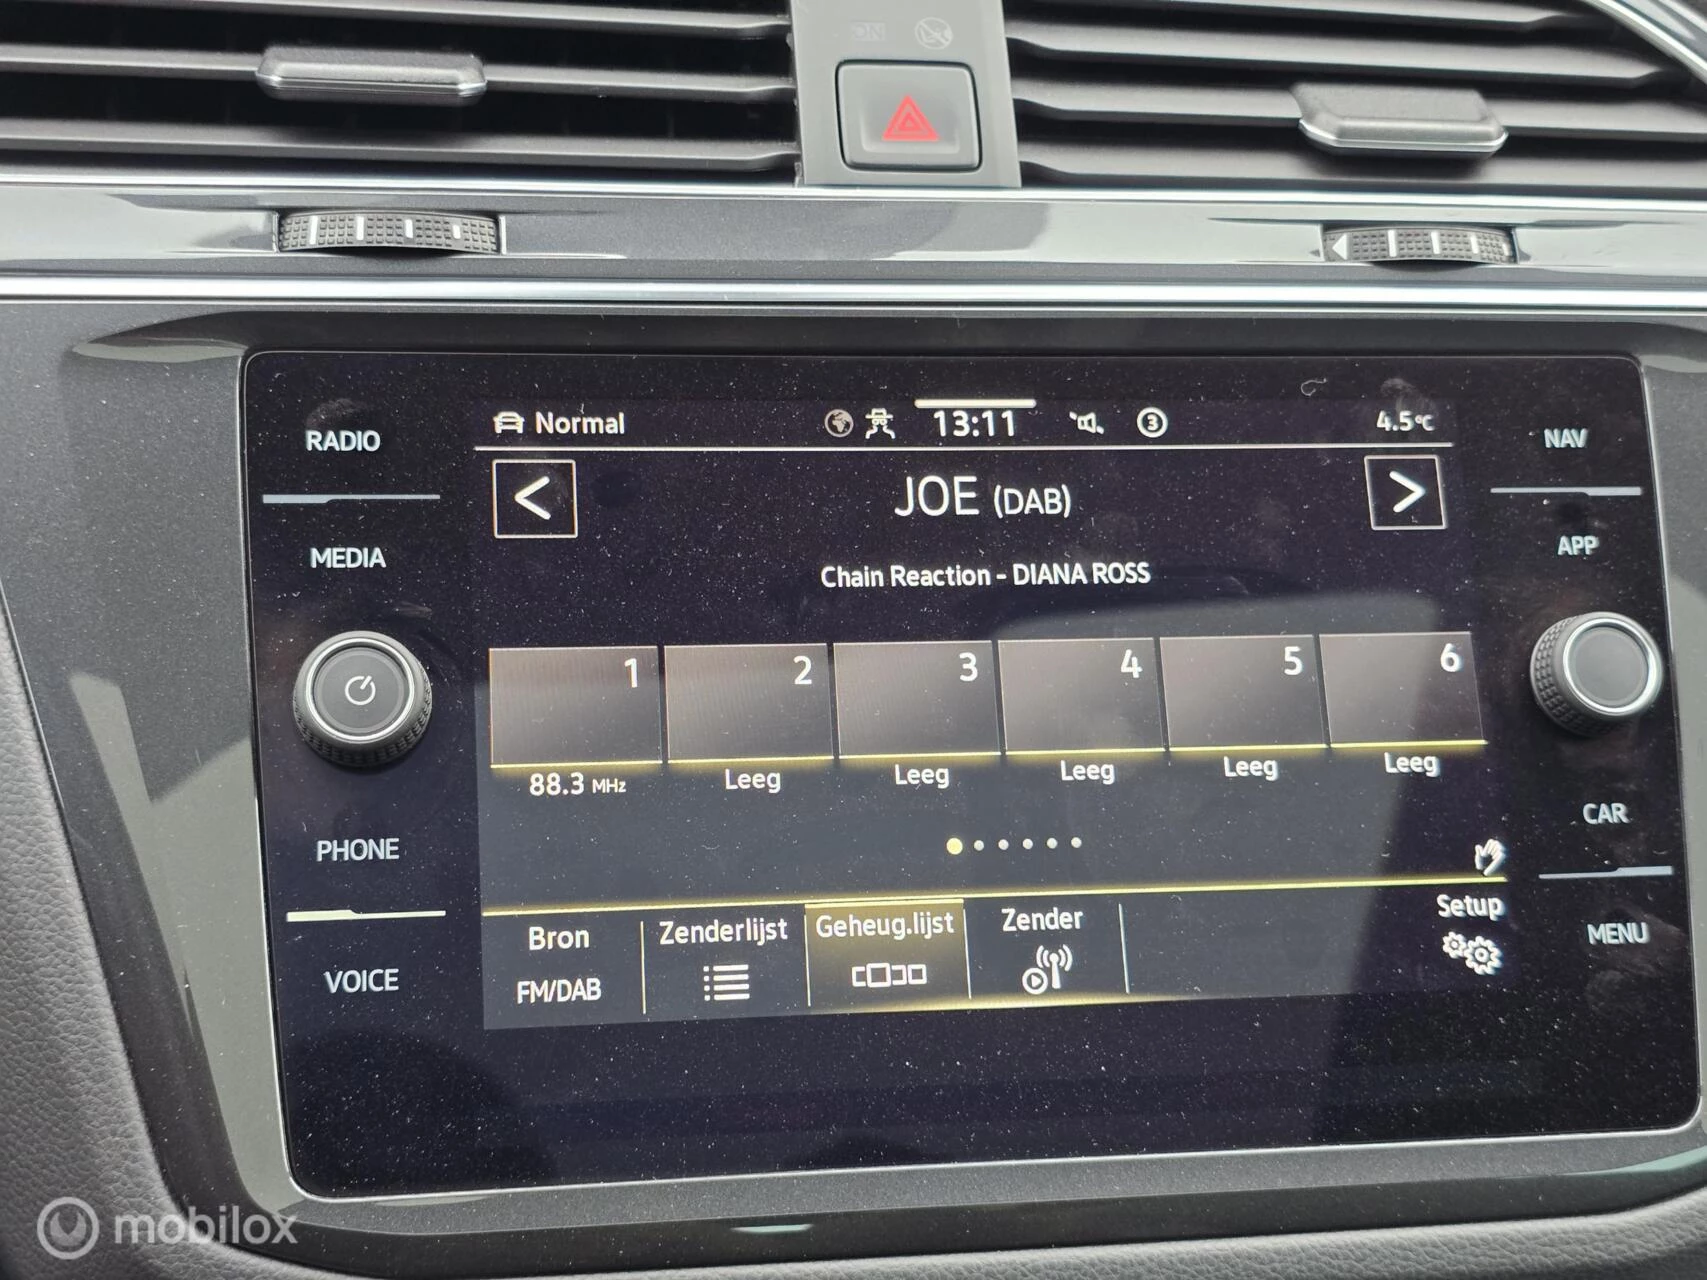 ON
RADIO
MEDIA
PHONE
VOICE
Normal
13:11
3
4.5°C
<
JOE (DAB)
>
Chain Reaction - DIANA ROSS
1
2
3
4
5
6
88.3 MHz
Leeg
Leeg
Leeg
Leeg
Leeg
Bron
FM/DAB
Zenderlijst
Geheug.lijst
Zender
Setup
NAV
APP
CAR
MENU
mobilox